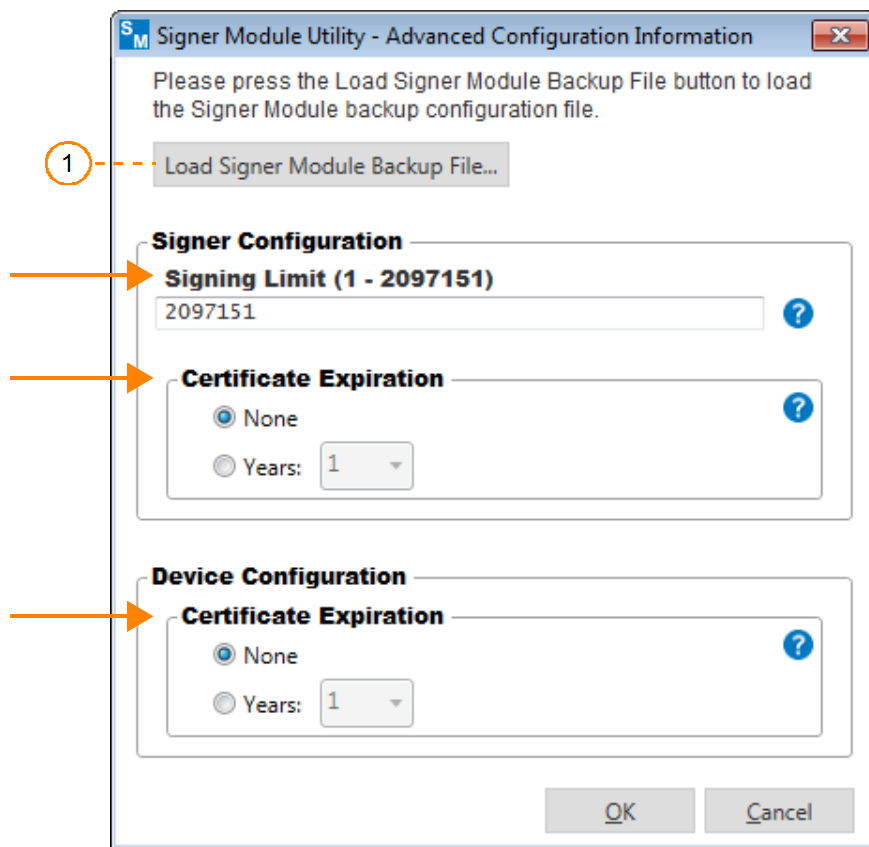 SM Signer Module Utility - Advanced Configuration Information
Please press the Load Signer Module Backup File button to load
the Signer Module backup configuration file.
1
Load Signer Module Backup File...
Signer Configuration
Signing Limit (1 - 2097151)
2097151
?
Certificate Expiration
?
None
Years: 1
Device Configuration
Certificate Expiration
?
None
Years: 1
OK Cancel